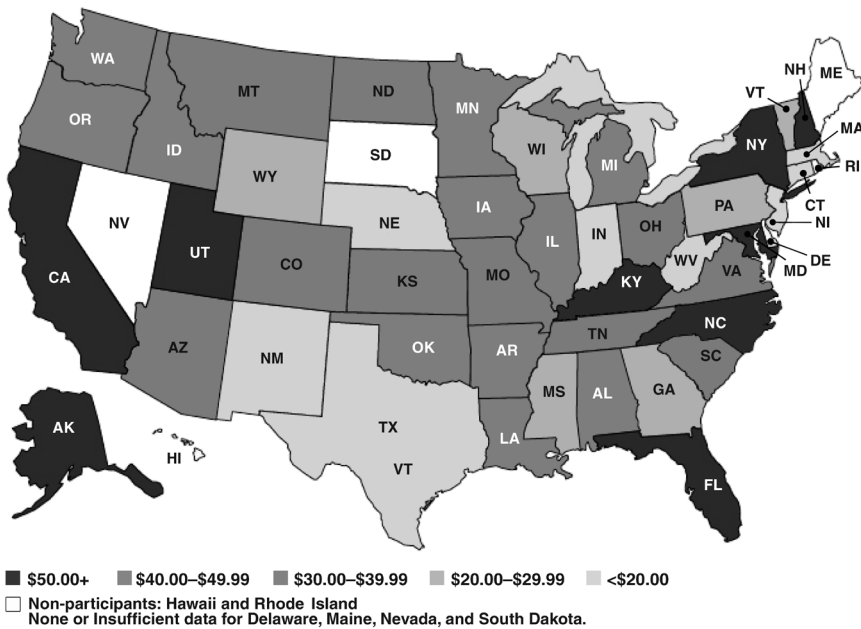 NH
ME
VT
WA
MT
ND
MN
OR
ID
SD
WI
MI
NY
MA
RI
WY
CT
PA
NI
NV
NE
IA
OH
IL
IN
WV
DE
MD
UT
CO
CA
KS
MO
KY
VA
AZ
NM
OK
AR
TN
NC
SC
MS
AL
GA
TX
AK
HI
LA
VT
FL
$50.00+ $40.00–$49.99 $30.00–$39.99 $20.00–$29.99 <$20.00
Non-participants: Hawaii and Rhode Island
None or Insufficient data for Delaware, Maine, Nevada, and South Dakota.